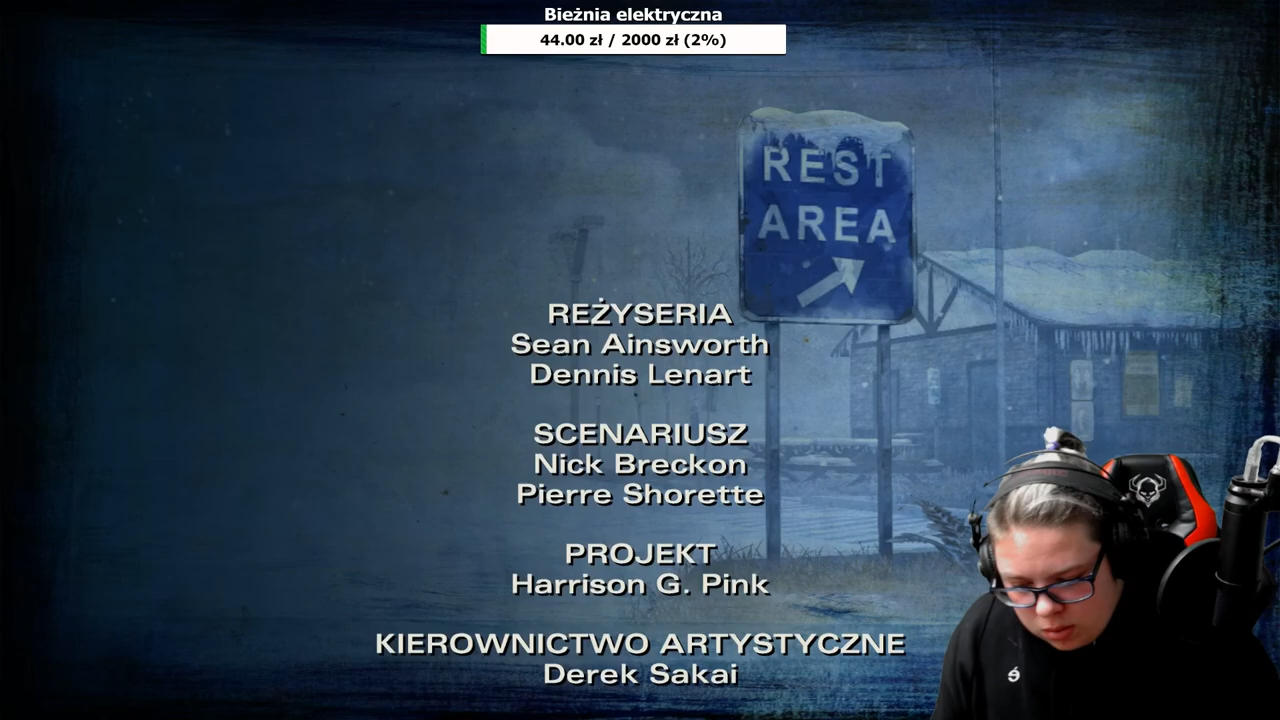 Bieżnia elektryczna
44.00 zł / 2000 zł (2%)
REST
AREA
REŻYSERIA
Sean Ainsworth
Dennis Lenart
SCENARIUSZ
Nick Breckon
Pierre Shorette
PROJEKT
Harrison G. Pink
KIEROWNICTWO ARTYSTYCZNE
Derek Sakai